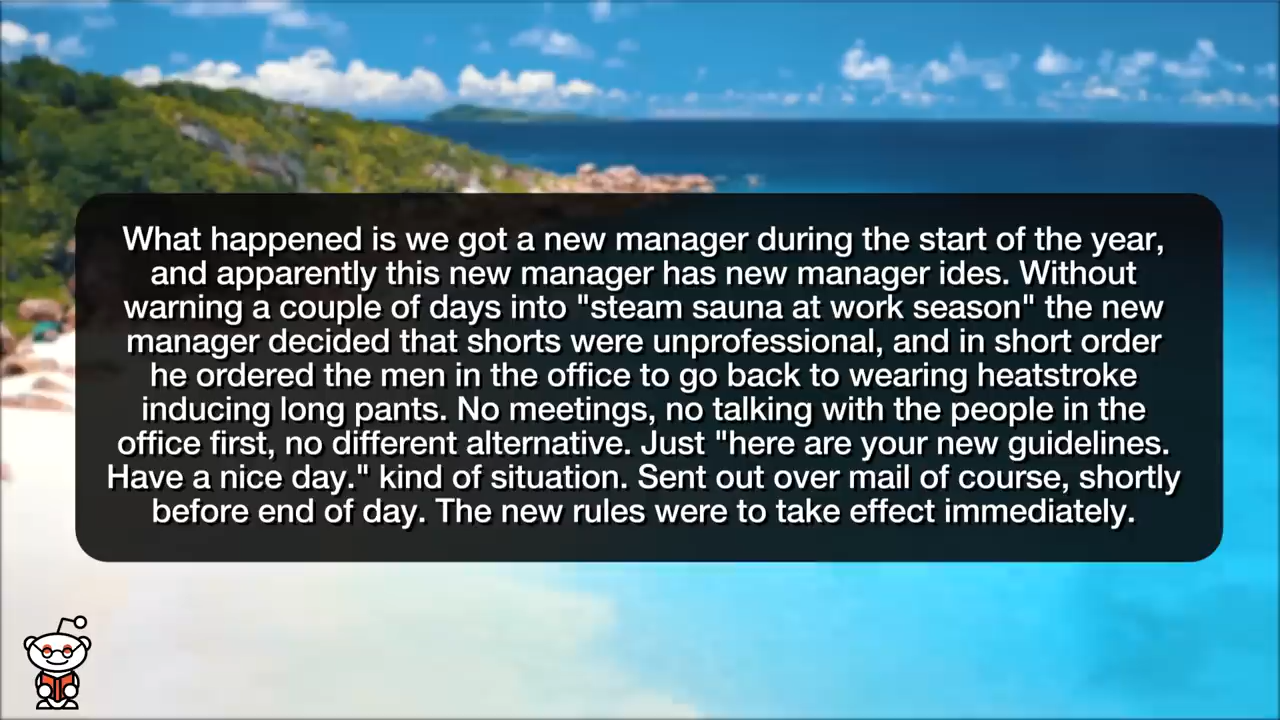 What happened is we got a new manager during the start of the year,
and apparently this new manager has new manager ides. Without
warning a couple of days into "steam sauna at work season" the new
manager decided that shorts were unprofessional, and in short order
he ordered the men in the office to go back to wearing heatstroke
inducing long pants. No meetings, no talking with the people in the
office first, no different alternative. Just "here are your new guidelines.
Have a nice day." kind of situation. Sent out over mail of course, shortly
before end of day. The new rules were to take effect immediately.